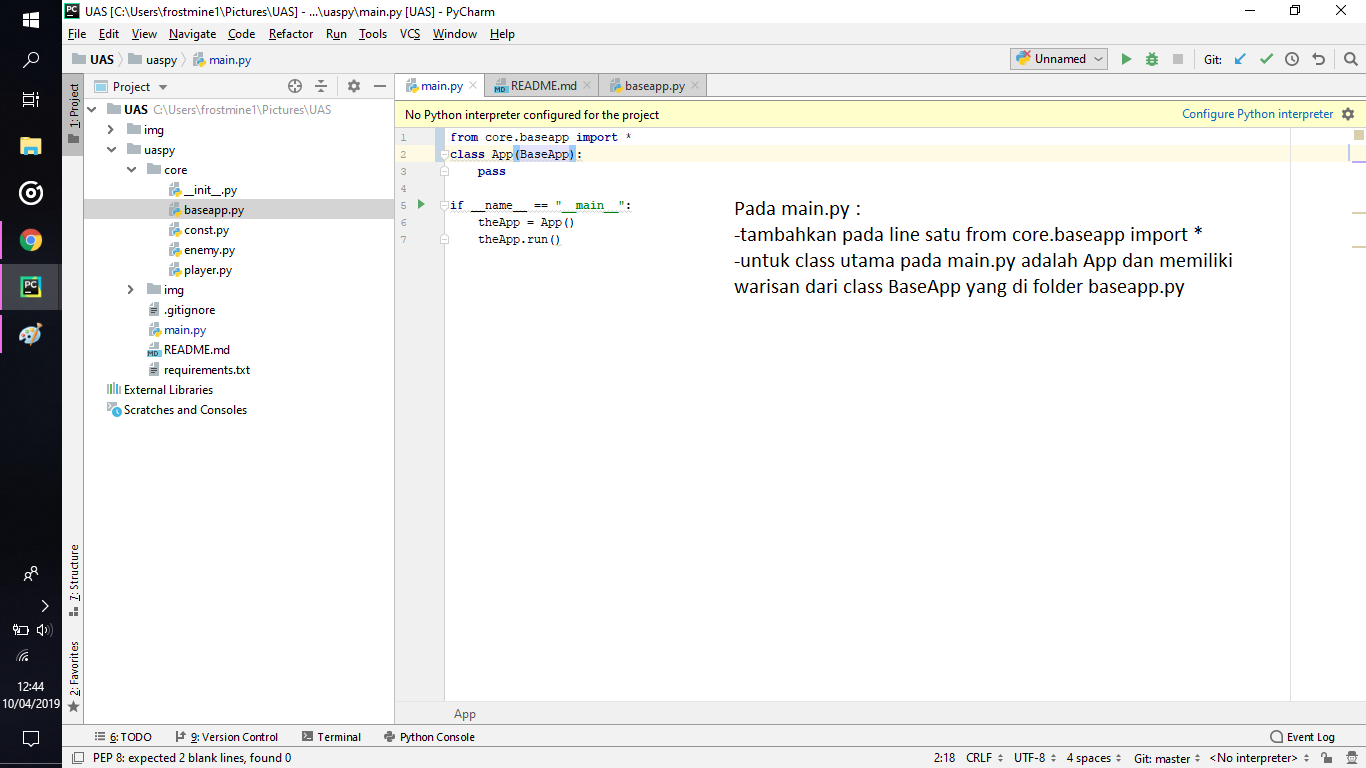 UAS [C:\Users\frostmine1\Pictures\UAS] - ...\uaspy\main.py [UAS] - PyCharm
File Edit View Navigate Code Refactor Run Tools VCS Window Help
UAS uaspy main.py Unnamed Git:
1: Project
Project
main.py README.md baseapp.py
UAS C:\Users\frostmine1\Pictures\UAS
img
uaspy
core
__init__.py
baseapp.py
const.py
enemy.py
player.py
img
.gitignore
main.py
README.md
requirements.txt
External Libraries
Scratches and Consoles
No Python interpreter configured for the project Configure Python interpreter
1 from core.baseapp import *
2 class App(BaseApp):
3 pass
4
5 if __name__ == "__main__":
6 theApp = App()
7 theApp.run()
Pada main.py :
-tambahkan pada line satu from core.baseapp import *
-untuk class utama pada main.py adalah App dan memiliki
warisan dari class BaseApp yang di folder baseapp.py
7: Structure
2: Favorites
App
6: TODO 9: Version Control Terminal Python Console Event Log
PEP 8: expected 2 blank lines, found 0 2:18 CRLF UTF-8 4 spaces Git: master <No interpreter>
12:44
10/04/2019